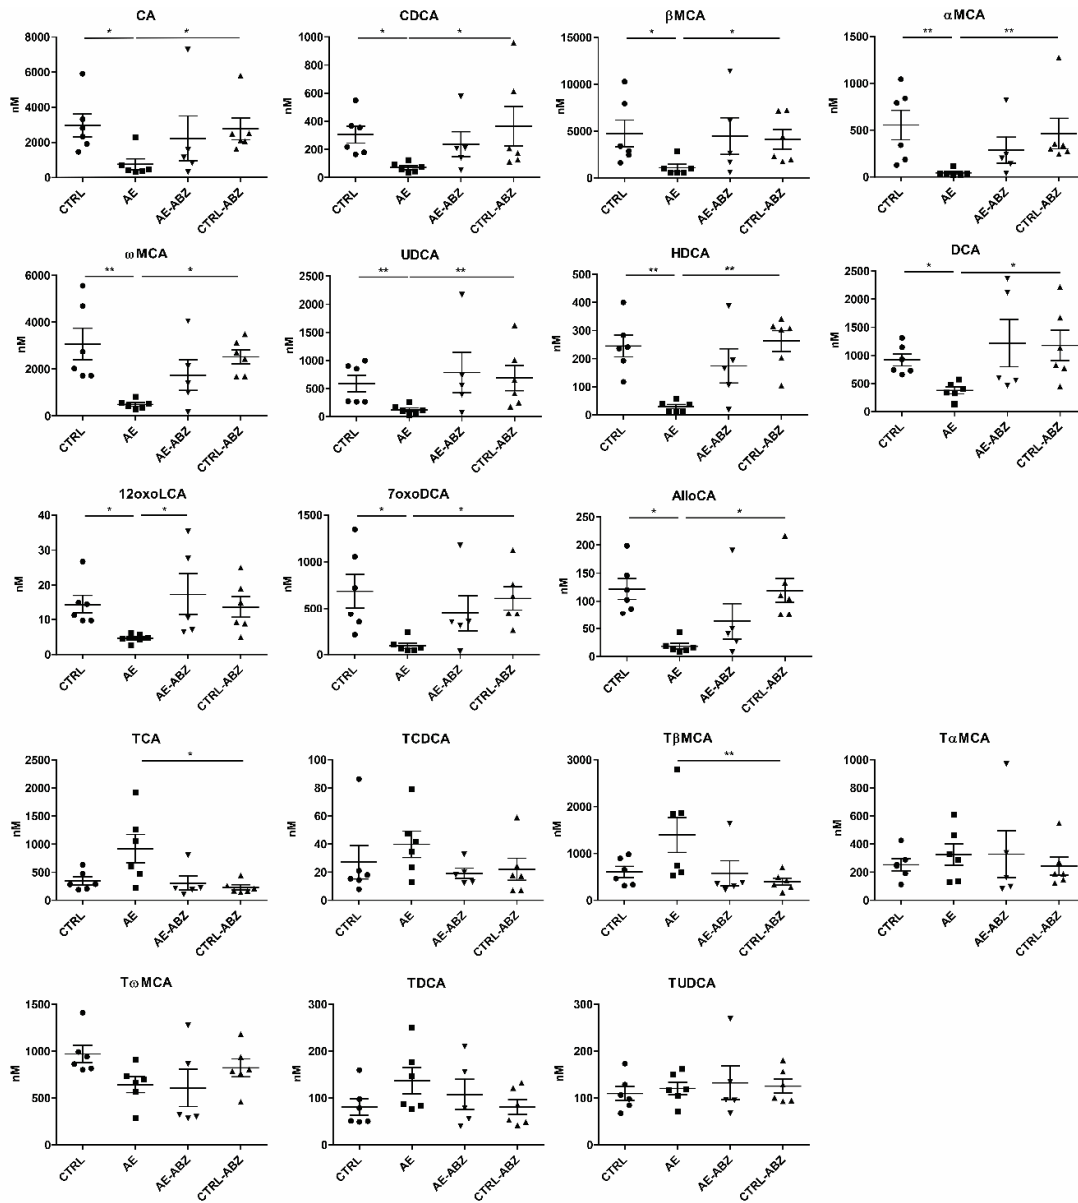 CA
nM
8000
6000
4000
2000
0
* *
CTRL AE AE-ABZ CTRL-ABZ
CDCA
nM
1000
800
600
400
200
0
* *
CTRL AE AE-ABZ CTRL-ABZ
βMCA
nM
15000
10000
5000
0
* *
CTRL AE AE-ABZ CTRL-ABZ
αMCA
nM
1500
1000
500
0
** **
CTRL AE AE-ABZ CTRL-ABZ
ωMCA
nM
6000
4000
2000
0
** *
CTRL AE AE-ABZ CTRL-ABZ
UDCA
nM
2500
2000
1500
1000
500
0
** **
CTRL AE AE-ABZ CTRL-ABZ
HDCA
nM
500
400
300
200
100
0
** **
CTRL AE AE-ABZ CTRL-ABZ
DCA
nM
2500
2000
1500
1000
500
0
* *
CTRL AE AE-ABZ CTRL-ABZ
12oxoLCA
nM
40
30
20
10
0
* *
CTRL AE AE-ABZ CTRL-ABZ
7oxoDCA
nM
1500
1000
500
0
* *
CTRL AE AE-ABZ CTRL-ABZ
AlloCA
nM
250
200
150
100
50
0
* *
CTRL AE AE-ABZ CTRL-ABZ
TCA
nM
2500
2000
1500
1000
500
0
*
CTRL AE AE-ABZ CTRL-ABZ
TCDCA
nM
100
80
60
40
20
0
CTRL AE AE-ABZ CTRL-ABZ
TβMCA
nM
3000
2000
1000
0
**
CTRL AE AE-ABZ CTRL-ABZ
TαMCA
nM
1000
800
600
400
200
0
CTRL AE AE-ABZ CTRL-ABZ
TωMCA
nM
1500
1000
500
0
CTRL AE AE-ABZ CTRL-ABZ
TDCA
nM
300
200
100
0
CTRL AE AE-ABZ CTRL-ABZ
TUDCA
nM
300
200
100
0
CTRL AE AE-ABZ CTRL-ABZ